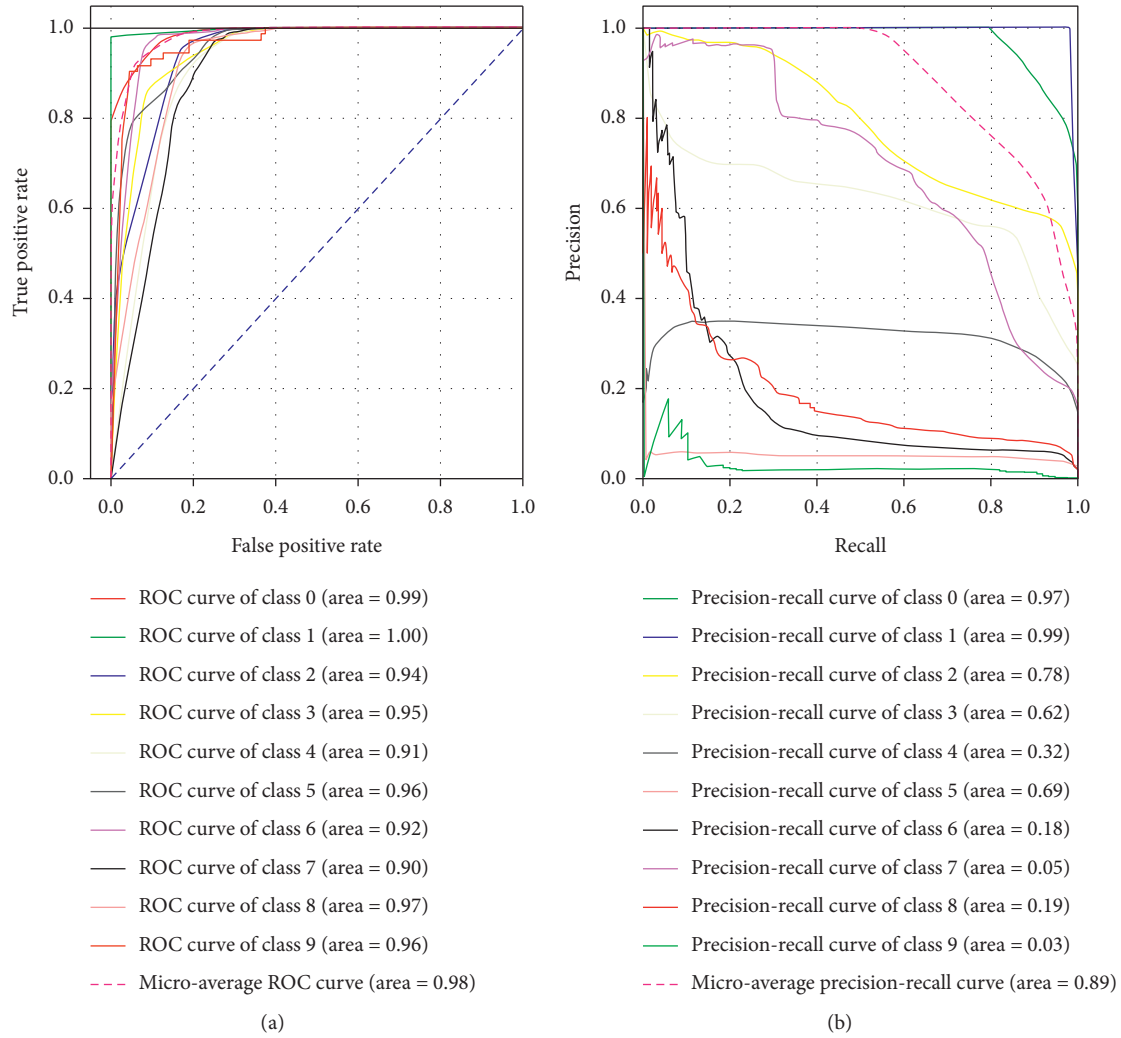 1.0
0.8
0.6
0.4
0.2
0.0
True positive rate
0.0
0.2
0.4
0.6
0.8
1.0
False positive rate
ROC curve of class 0 (area = 0.99)
ROC curve of class 1 (area = 1.00)
ROC curve of class 2 (area = 0.94)
ROC curve of class 3 (area = 0.95)
ROC curve of class 4 (area = 0.91)
ROC curve of class 5 (area = 0.96)
ROC curve of class 6 (area = 0.92)
ROC curve of class 7 (area = 0.90)
ROC curve of class 8 (area = 0.97)
ROC curve of class 9 (area = 0.96)
Micro-average ROC curve (area = 0.98)
(a)
1.0
0.8
0.6
0.4
0.2
0.0
Precision
0.0
0.2
0.4
0.6
0.8
1.0
Recall
Precision-recall curve of class 0 (area = 0.97)
Precision-recall curve of class 1 (area = 0.99)
Precision-recall curve of class 2 (area = 0.78)
Precision-recall curve of class 3 (area = 0.62)
Precision-recall curve of class 4 (area = 0.32)
Precision-recall curve of class 5 (area = 0.69)
Precision-recall curve of class 6 (area = 0.18)
Precision-recall curve of class 7 (area = 0.05)
Precision-recall curve of class 8 (area = 0.19)
Precision-recall curve of class 9 (area = 0.03)
Micro-average precision-recall curve (area = 0.89)
(b)